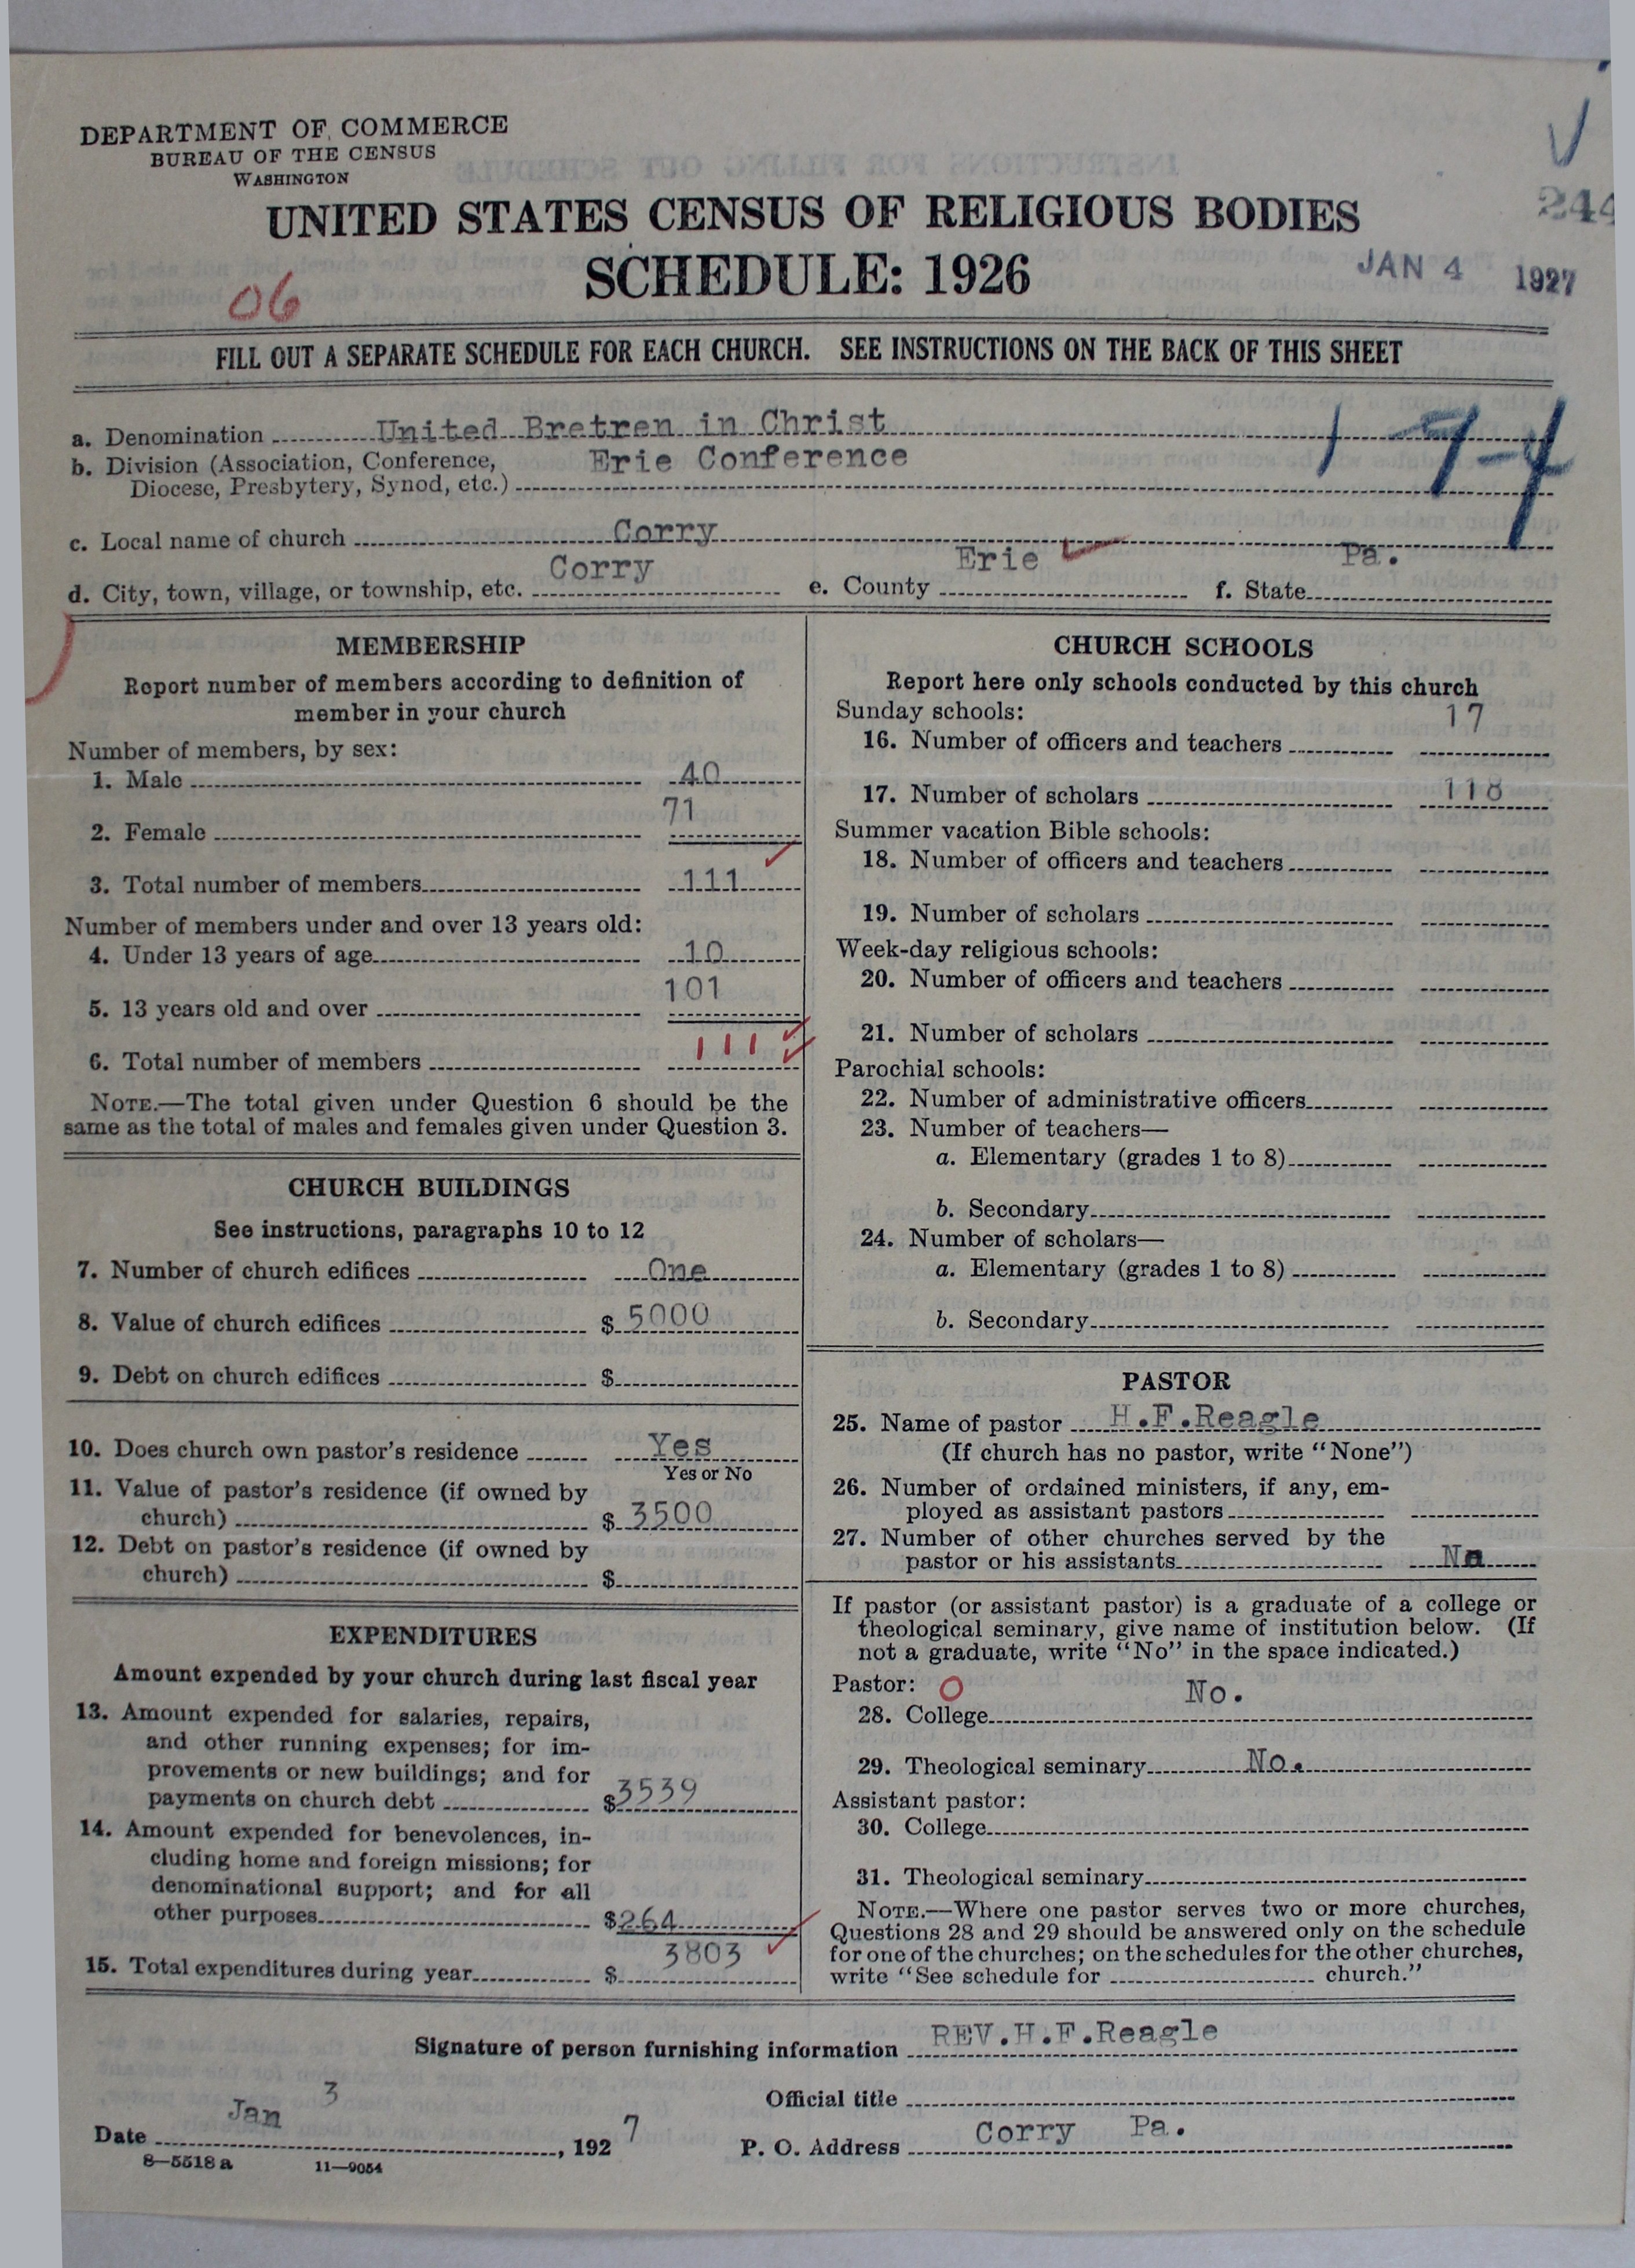 DEPARTMENT OF COMMERCE
BUREAU OF THE CENSUS
WASHINGTON
UNITED STATES CENSUS OF RELIGIOUS BODIES
244
SCHEDULE: 1926
JAN 4 1927
06
FILL OUT A SEPARATE SCHEDULE FOR EACH CHURCH. SEE INSTRUCTIONS ON THE BACK OF THIS SHEET
a. Denomination United Bretren in Christ
1-7-4
b. Division (Association, Conference, Erie Conference
Diocese, Presbytery, Synod, etc.)
c. Local name of church Corry
d. City, town, village, or township, etc. Corry e. County Erie f. State Pa.
MEMBERSHIP
Report number of members according to definition of
member in your church
Number of members, by sex:
1. Male 40
2. Female 71
3. Total number of members 111
Number of members under and over 13 years old:
4. Under 13 years of age 10
5. 13 years old and over 101
6. Total number of members 111
NOTE.—The total given under Question 6 should be the
same as the total of males and females given under Question 3.
CHURCH BUILDINGS
See instructions, paragraphs 10 to 12
7. Number of church edifices One
8. Value of church edifices $ 5000
9. Debt on church edifices $
10. Does church own pastor's residence Yes
Yes or No
11. Value of pastor's residence (if owned by
church) $ 3500
12. Debt on pastor's residence (if owned by
church) $
EXPENDITURES
Amount expended by your church during last fiscal year
13. Amount expended for salaries, repairs,
and other running expenses; for im-
provements or new buildings; and for
payments on church debt $3539
14. Amount expended for benevolences, in-
cluding home and foreign missions; for
denominational support; and for all
other purposes $264
15. Total expenditures during year $ 3803
CHURCH SCHOOLS
Report here only schools conducted by this church
Sunday schools:
16. Number of officers and teachers 17
17. Number of scholars 118
Summer vacation Bible schools:
18. Number of officers and teachers
19. Number of scholars
Week-day religious schools:
20. Number of officers and teachers
21. Number of scholars
Parochial schools:
22. Number of administrative officers
23. Number of teachers—
a. Elementary (grades 1 to 8)
b. Secondary
24. Number of scholars—
a. Elementary (grades 1 to 8)
b. Secondary
PASTOR
25. Name of pastor H.F.Reagle
(If church has no pastor, write "None")
26. Number of ordained ministers, if any, em-
ployed as assistant pastors
27. Number of other churches served by the
pastor or his assistants
If pastor (or assistant pastor) is a graduate of a college or
theological seminary, give name of institution below. (If
not a graduate, write "No" in the space indicated.)
Pastor: O
28. College No.
29. Theological seminary No.
Assistant pastor:
30. College
31. Theological seminary
NOTE.—Where one pastor serves two or more churches,
Questions 28 and 29 should be answered only on the schedule
for one of the churches; on the schedules for the other churches,
write "See schedule for church."
Signature of person furnishing information REV.H.F.Reagle
Official title
Date Jan 3, 1927
P. O. Address Corry Pa.
8—5518 a 11—9054